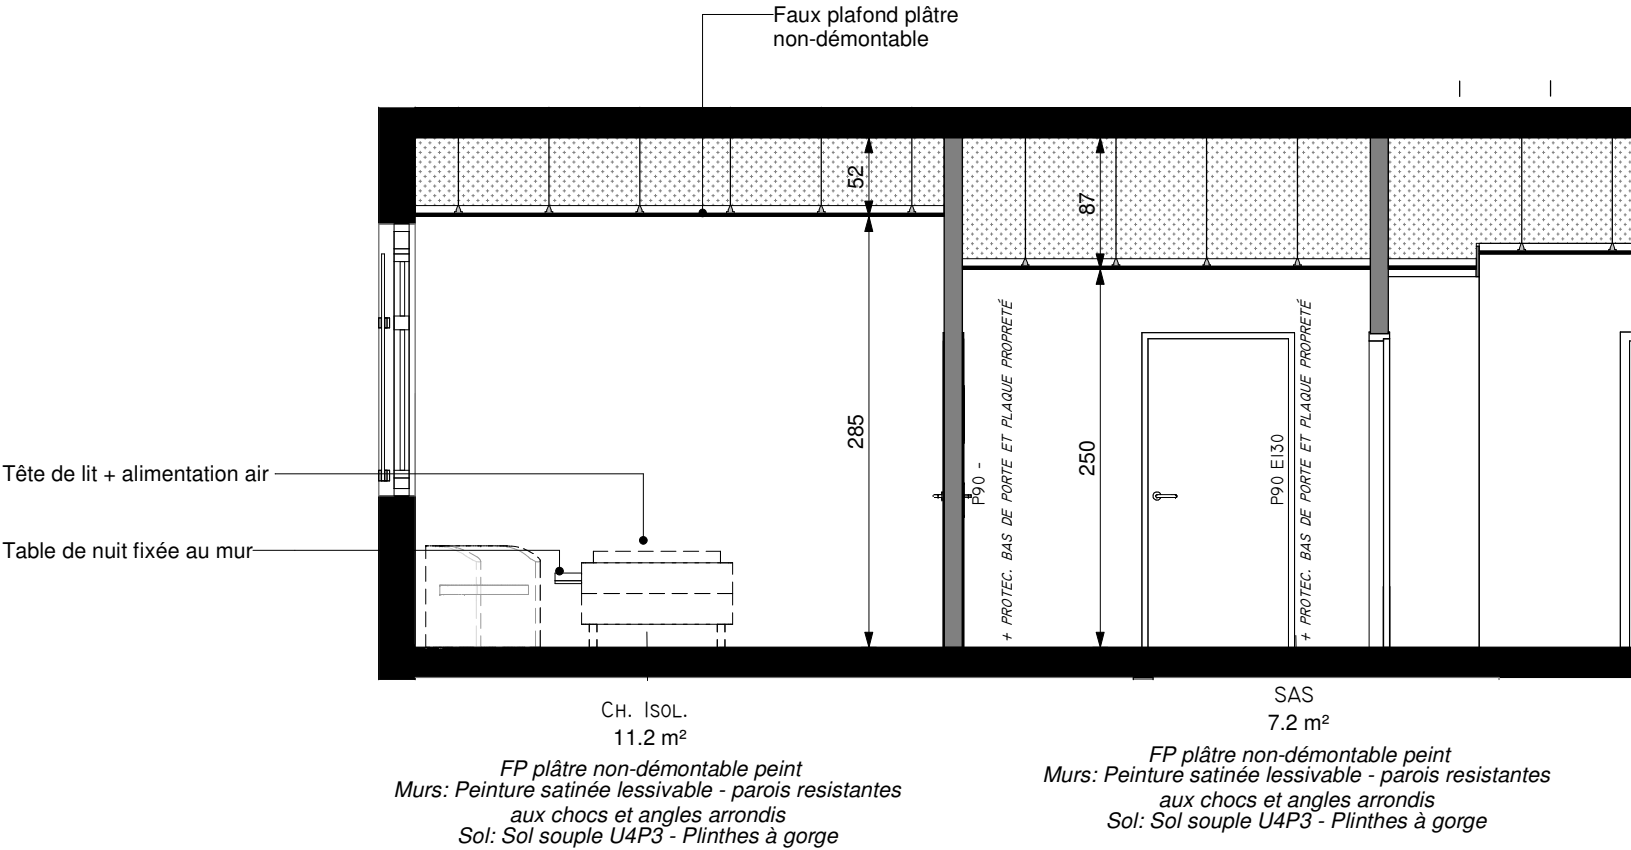 Faux plafond plâtre
non-démontable
52
87
285
250
P90 -
+ PROTEC. BAS DE PORTE ET PLAQUE PROPRETÉ
P90 EI30
+ PROTEC. BAS DE PORTE ET PLAQUE PROPRETÉ
Tête de lit + alimentation air
Table de nuit fixée au mur
CH. ISOL.
11.2 m²
FP plâtre non-démontable peint
Murs: Peinture satinée lessivable - parois resistantes
aux chocs et angles arrondis
Sol: Sol souple U4P3 - Plinthes à gorge
SAS
7.2 m²
FP plâtre non-démontable peint
Murs: Peinture satinée lessivable - parois resistantes
aux chocs et angles arrondis
Sol: Sol souple U4P3 - Plinthes à gorge